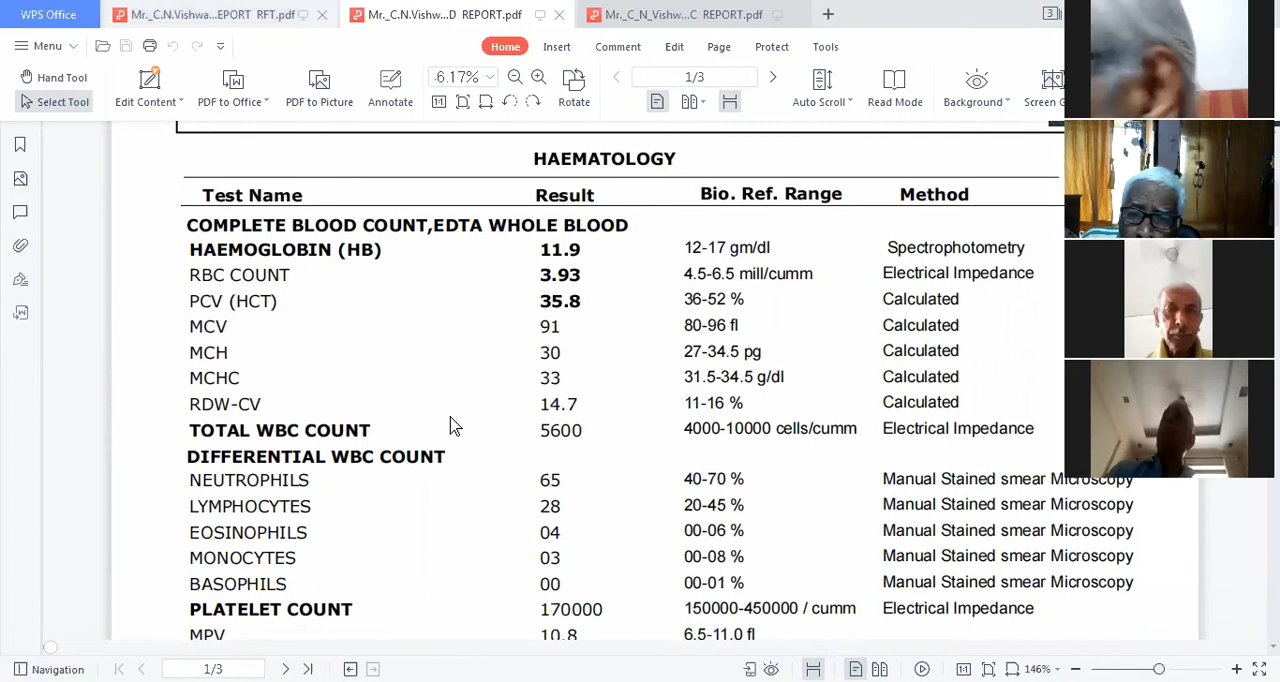 WPS Office Mr._C.N.Vishwa...EPORT RFT.pdf Mr._C.N.Vishw...D REPORT.pdf Mr._C_N_Vishw...C REPORT.pdf 3
Menu Home Insert Comment Edit Page Protect Tools
Hand Tool 6.17% 1/3
Select Tool Edit Content PDF to Office PDF to Picture Annotate Rotate Auto Scroll Read Mode Background Screen G
HAEMATOLOGY
Test Name Result Bio. Ref. Range Method
COMPLETE BLOOD COUNT,EDTA WHOLE BLOOD
HAEMOGLOBIN (HB) 11.9 12-17 gm/dl Spectrophotometry
RBC COUNT 3.93 4.5-6.5 mill/cumm Electrical Impedance
PCV (HCT) 35.8 36-52 % Calculated
MCV 91 80-96 fl Calculated
MCH 30 27-34.5 pg Calculated
MCHC 33 31.5-34.5 g/dl Calculated
RDW-CV 14.7 11-16 % Calculated
TOTAL WBC COUNT 5600 4000-10000 cells/cumm Electrical Impedance
DIFFERENTIAL WBC COUNT
NEUTROPHILS 65 40-70 % Manual Stained smear Microscopy
LYMPHOCYTES 28 20-45 % Manual Stained smear Microscopy
EOSINOPHILS 04 00-06 % Manual Stained smear Microscopy
MONOCYTES 03 00-08 % Manual Stained smear Microscopy
BASOPHILS 00 00-01 % Manual Stained smear Microscopy
PLATELET COUNT 170000 150000-450000 / cumm Electrical Impedance
MPV 10.8 6.5-11.0 fl
Navigation 1/3 146%